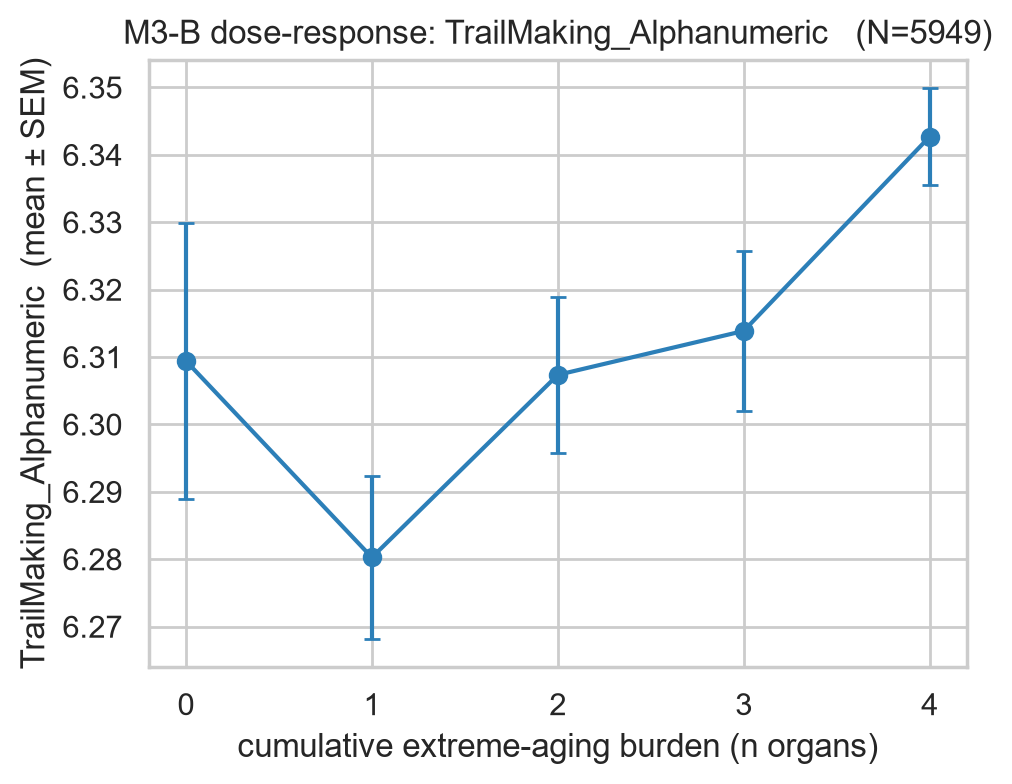 M3-B dose-response: TrailMaking_Alphanumeric (N=5949)
TrailMaking_Alphanumeric (mean ± SEM)
6.35
6.34
6.33
6.32
6.31
6.30
6.29
6.28
6.27
0 1 2 3 4
cumulative extreme-aging burden (n organs)